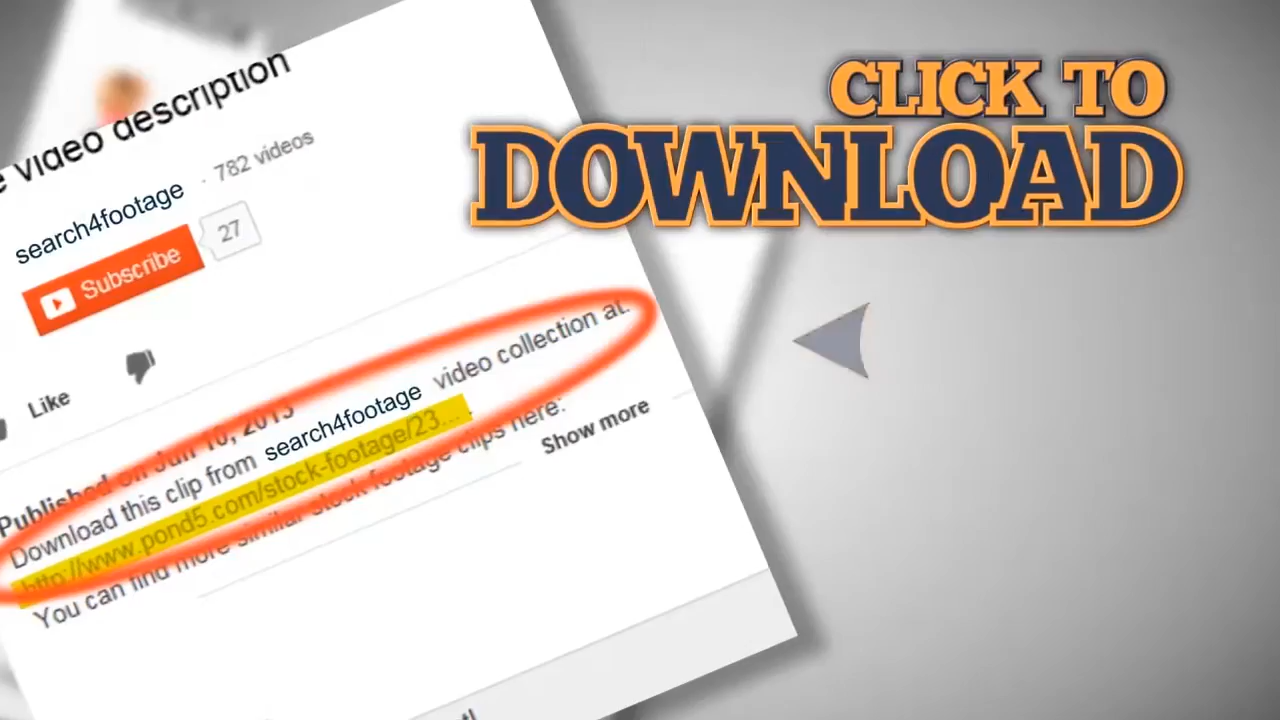 CLICK TO
DOWNLOAD
e video description
search4footage · 782 videos
Subscribe 27
Like
Published on Jun 10, 2013
Download this clip from search4footage video collection at:
http://www.pond5.com/stock-footage/23... .
You can find more similar stock footage clips here:
Show more